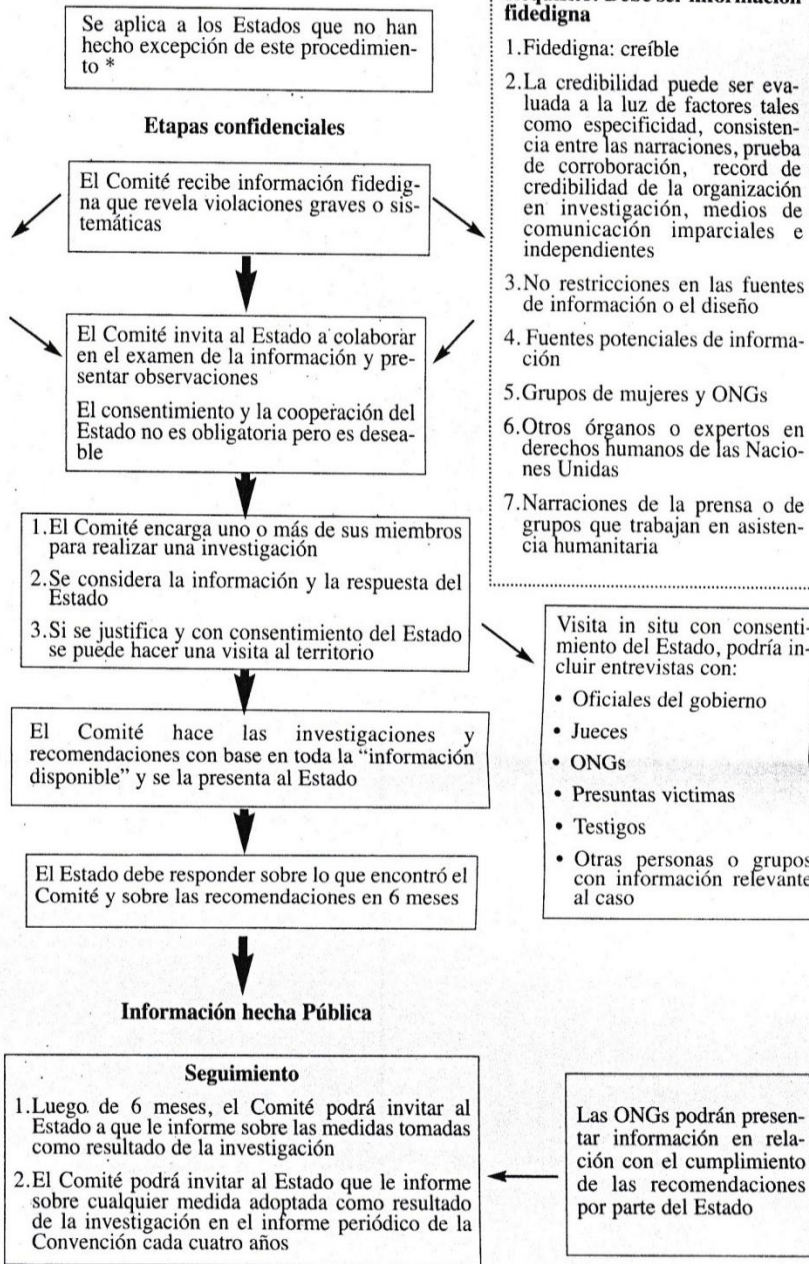 Se aplica a los Estados que no han
hecho excepción de este procedimien-
to *
Etapas confidenciales
El Comité recibe información fidedig-
na que revela violaciones graves o sis-
temáticas
El Comité invita al Estado a colaborar
en el examen de la información y pre-
sentar observaciones
El consentimiento y la cooperación del
Estado no es obligatoria pero es desea-
ble
1.El Comité encarga uno o más de sus miembros
para realizar una investigación
2.Se considera la información y la respuesta del
Estado
3.Si se justifica y con consentimiento del Estado
se puede hacer una visita al territorio
El Comité hace las investigaciones y
recomendaciones con base en toda la “información
disponible” y se la presenta al Estado
El Estado debe responder sobre lo que encontró el
Comité y sobre las recomendaciones en 6 meses
Información hecha Pública
Seguimiento
1.Luego de 6 meses, el Comité podrá invitar al
Estado a que le informe sobre las medidas tomadas
como resultado de la investigación
2.El Comité podrá invitar al Estado que le informe
sobre cualquier medida adoptada como resultado
de la investigación en el informe periódico de la
Convención cada cuatro años
fidedigna
1.Fidedigna: creíble
2.La credibilidad puede ser eva-
luada a la luz de factores tales
como especificidad, consisten-
cia entre las narraciones, prueba
de corroboración, record de
credibilidad de la organización
en investigación, medios de
comunicación imparciales e
independientes
3.No restricciones en las fuentes
de información o el diseño
4. Fuentes potenciales de informa-
ción
5.Grupos de mujeres y ONGs
6.Otros órganos o expertos en
derechos humanos de las Nacio-
nes Unidas
7.Narraciones de la prensa o de
grupos que trabajan en asisten-
cia humanitaria
Visita in situ con consenti-
miento del Estado, podría in-
cluir entrevistas con:
• Oficiales del gobierno
• Jueces
• ONGs
• Presuntas victimas
• Testigos
• Otras personas o grupos
con información relevante
al caso
Las ONGs podrán presen-
tar información en rela-
ción con el cumplimiento
de las recomendaciones
por parte del Estado